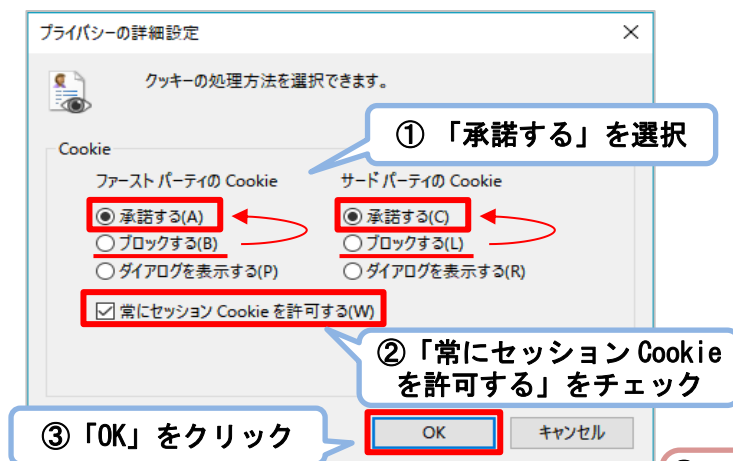 プライバシーの詳細設定
クッキーの処理方法を選択できます。
① 「承諾する」を選択
Cookie
ファースト パーティの Cookie
サード パーティの Cookie
承諾する(A)
承諾する(C)
ブロックする(B)
ブロックする(L)
ダイアログを表示する(P)
ダイアログを表示する(R)
常にセッション Cookie を許可する(W)
②「常にセッション Cookie
を許可する」をチェック
③「OK」をクリック
OK
キャンセル